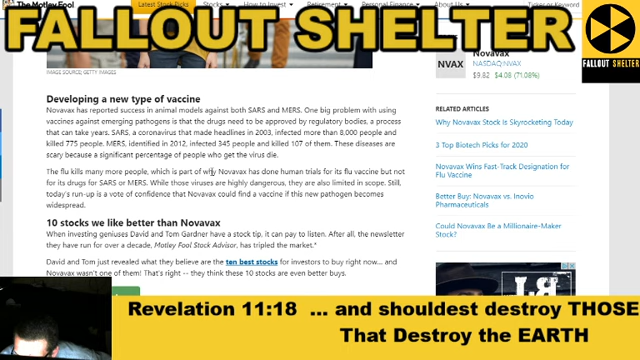 The Motley Fool
Latest Stock Picks
Stocks
How to Invest
Retirement
Personal Finance
About Us
Ticker or Keyword
FALLOUT SHELTER
FALLOUT SHELTER
IMAGE SOURCE: GETTY IMAGES
Novavax
NVAX
NASDAQ:NVAX
$9.82 $4.08 (71.08%)
Developing a new type of vaccine
Novavax has reported success in animal models against both SARS and MERS. One big problem with using
vaccines against emerging pathogens is that the drugs need to be approved by regulatory bodies, a process
that can take years. SARS, a coronavirus that made headlines in 2003, infected more than 8,000 people and
killed 775 people. MERS, identified in 2012, infected 345 people and killed 107 of them. These diseases are
scary because a significant percentage of people who get the virus die.
The flu kills many more people, which is part of why Novavax has done human trials for its flu vaccine but not
for its drugs for SARS or MERS. While those viruses are highly dangerous, they are also limited in scope. Still,
today's run-up is a vote of confidence that Novavax could find a vaccine if this new pathogen becomes
widespread.
10 stocks we like better than Novavax
When investing geniuses David and Tom Gardner have a stock tip, it can pay to listen. After all, the newsletter
they have run for over a decade, Motley Fool Stock Advisor, has tripled the market.*
David and Tom just revealed what they believe are the ten best stocks for investors to buy right now... and
Novavax wasn't one of them! That's right -- they think these 10 stocks are even better buys.
RELATED ARTICLES
Why Novavax Stock Is Skyrocketing Today
3 Top Biotech Picks for 2020
Novavax Wins Fast-Track Designation for
Flu Vaccine
Better Buy: Novavax vs. Inovio
Pharmaceuticals
Could Novavax Be a Millionaire-Maker
Stock?
Revelation 11:18 ... and shouldest destroy THOSE
That Destroy the EARTH